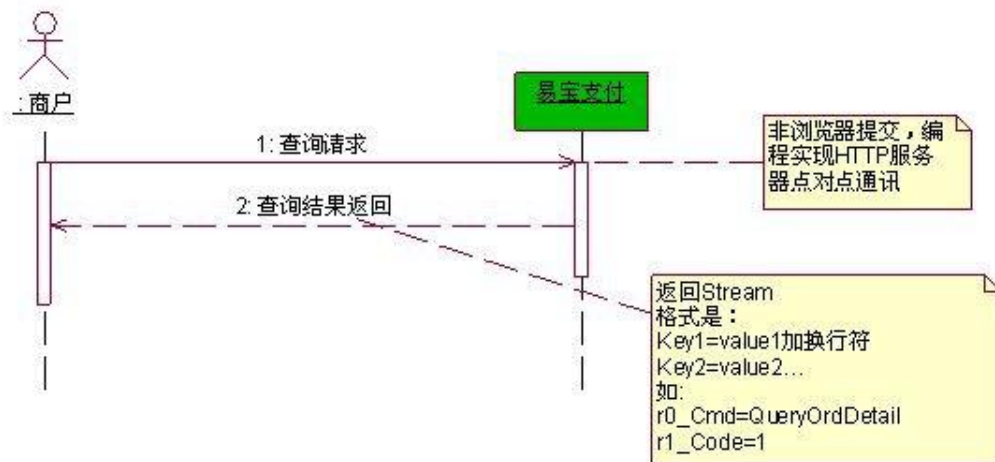 : 商户
易宝支付
1: 查询请求
非浏览器提交，编
程实现HTTP服务
器点对点通讯
2: 查询结果返回
返回Stream
格式是：
Key1=value1加换行符
Key2=value2...
如:
r0_Cmd=QueryOrdDetail
r1_Code=1